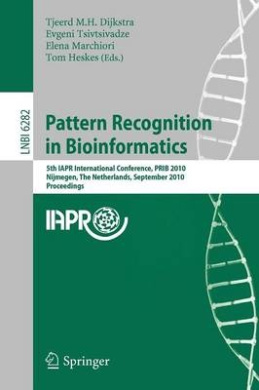 Tjeerd M.H. Dijkstra
Evgeni Tsivtsivadze
Elena Marchiori
Tom Heskes (Eds.)
LNBI 6282
Pattern Recognition
in Bioinformatics
5th IAPR International Conference, PRIB 2010
Nijmegen, The Netherlands, September 2010
Proceedings
IAPR
Springer